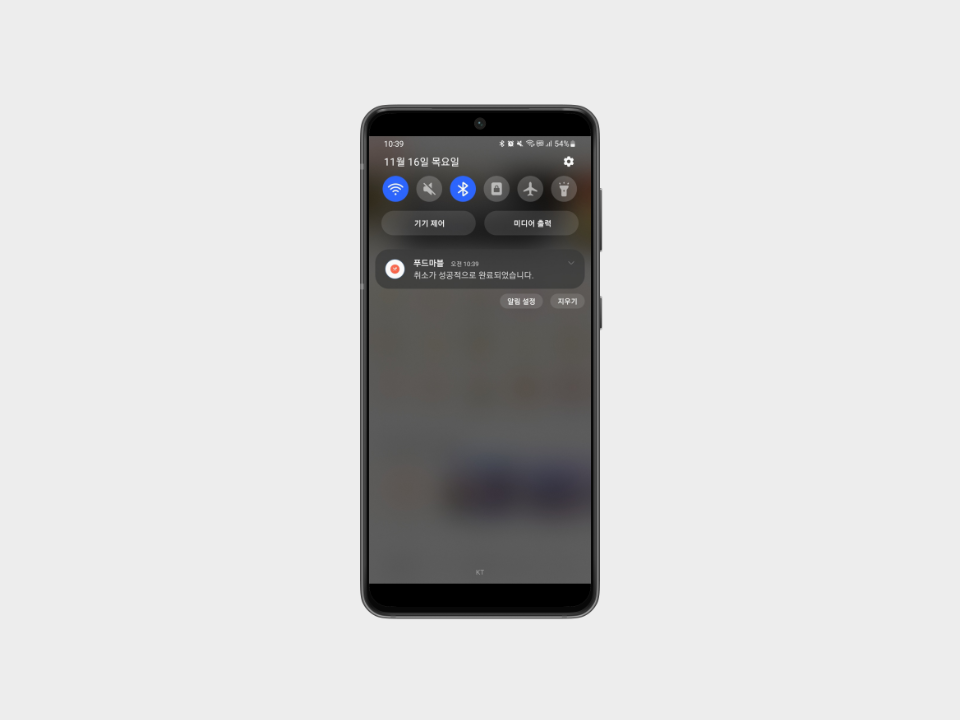 10:39 54%
11월 16일 목요일
기기 제어 미디어 출력
푸드마블 오전 10:39
취소가 성공적으로 완료되었습니다.
알림 설정 지우기
KT